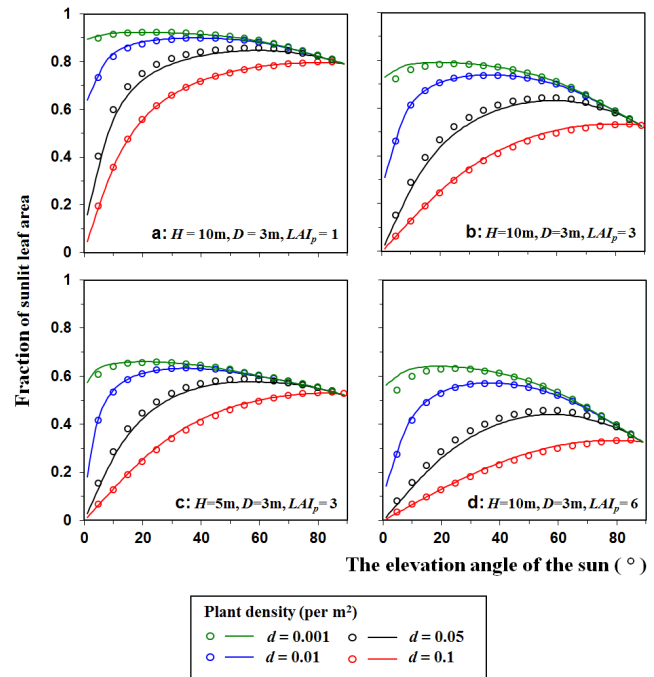 Fraction of sunlit leaf area
1
0.8
0.6
0.4
0.2
0
a: H = 10m, D = 3m, LAIₚ = 1
b: H=10m, D=3m, LAIₚ= 3
1
0.8
0.6
0.4
0.2
0
c: H=5m, D=3m, LAIₚ= 3
d: H=10m, D=3m, LAIₚ= 6
0 20 40 60 80
0 20 40 60 80
The elevation angle of the sun ( ° )
Plant density (per m²)
d = 0.001
d = 0.05
d = 0.01
d = 0.1